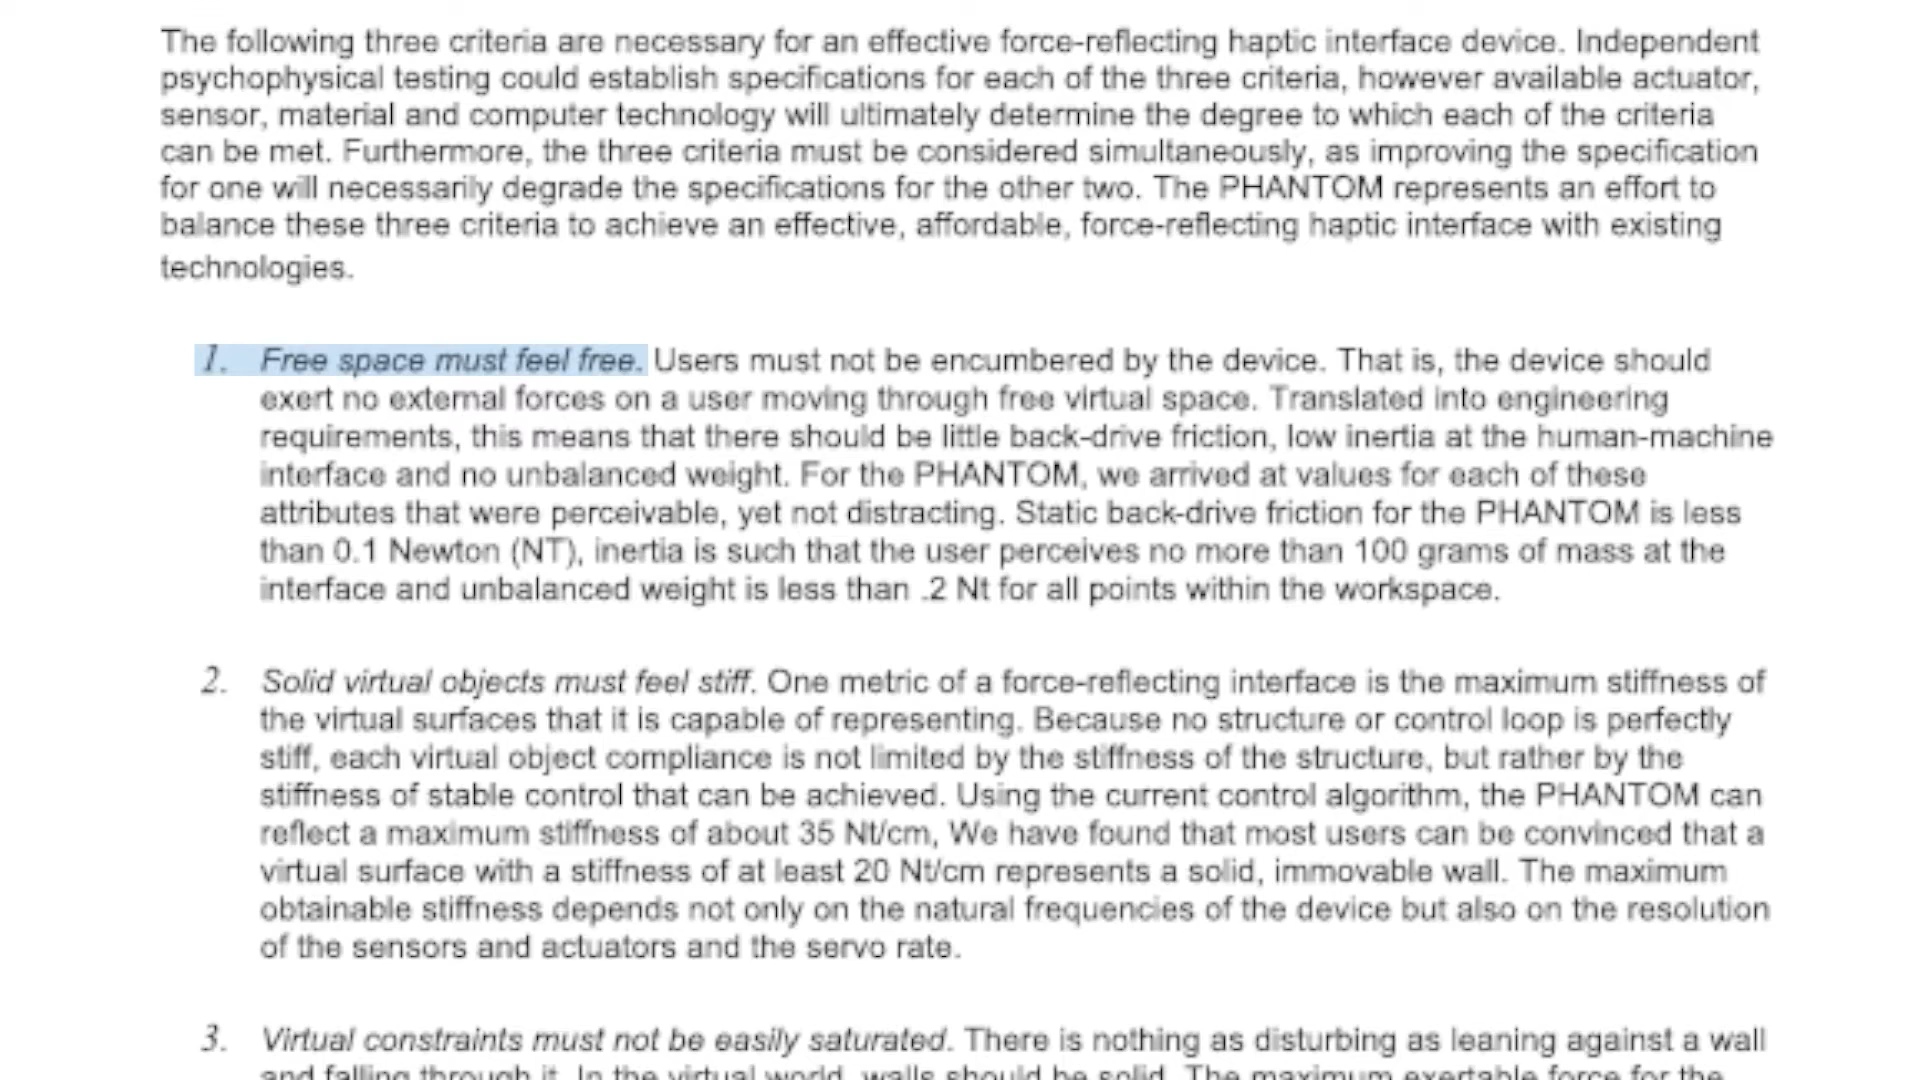 The following three criteria are necessary for an effective force-reflecting haptic interface device. Independent
psychophysical testing could establish specifications for each of the three criteria, however available actuator,
sensor, material and computer technology will ultimately determine the degree to which each of the criteria
can be met. Furthermore, the three criteria must be considered simultaneously, as improving the specification
for one will necessarily degrade the specifications for the other two. The PHANTOM represents an effort to
balance these three criteria to achieve an effective, affordable, force-reflecting haptic interface with existing
technologies.
1. Free space must feel free. Users must not be encumbered by the device. That is, the device should
exert no external forces on a user moving through free virtual space. Translated into engineering
requirements, this means that there should be little back-drive friction, low inertia at the human-machine
interface and no unbalanced weight. For the PHANTOM, we arrived at values for each of these
attributes that were perceivable, yet not distracting. Static back-drive friction for the PHANTOM is less
than 0.1 Newton (NT), inertia is such that the user perceives no more than 100 grams of mass at the
interface and unbalanced weight is less than .2 Nt for all points within the workspace.
2. Solid virtual objects must feel stiff. One metric of a force-reflecting interface is the maximum stiffness of
the virtual surfaces that it is capable of representing. Because no structure or control loop is perfectly
stiff, each virtual object compliance is not limited by the stiffness of the structure, but rather by the
stiffness of stable control that can be achieved. Using the current control algorithm, the PHANTOM can
reflect a maximum stiffness of about 35 Nt/cm, We have found that most users can be convinced that a
virtual surface with a stiffness of at least 20 Nt/cm represents a solid, immovable wall. The maximum
obtainable stiffness depends not only on the natural frequencies of the device but also on the resolution
of the sensors and actuators and the servo rate.
3. Virtual constraints must not be easily saturated. There is nothing as disturbing as leaning against a wall
and falling through it. In the virtual world, walls should be solid. The maximum exertable force for the